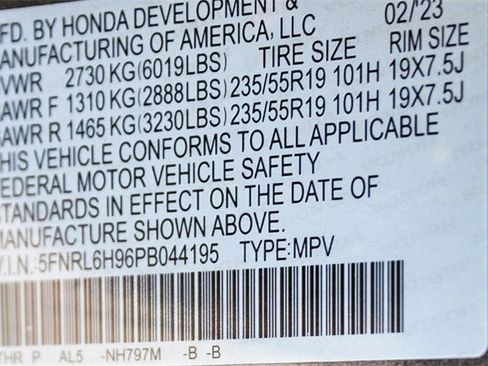 FD. BY HONDA DEVELOPMENT & 02/'23
ANUFACTURING OF AMERICA, LLC
VWR 2730 KG(6019LBS) TIRE SIZE RIM SIZE
AWR F 1310 KG(2888LBS) 235/55R19 101H 19X7.5J
AWR R 1465 KG(3230LBS) 235/55R19 101H 19X7.5J
HIS VEHICLE CONFORMS TO ALL APPLICABLE
EDERAL MOTOR VEHICLE SAFETY
TANDARDS IN EFFECT ON THE DATE OF
ANUFACTURE SHOWN ABOVE.
V.I.N.:5FNRL6H96PB044195 TYPE:MPV
THR P AL5 -NH797M -B -B